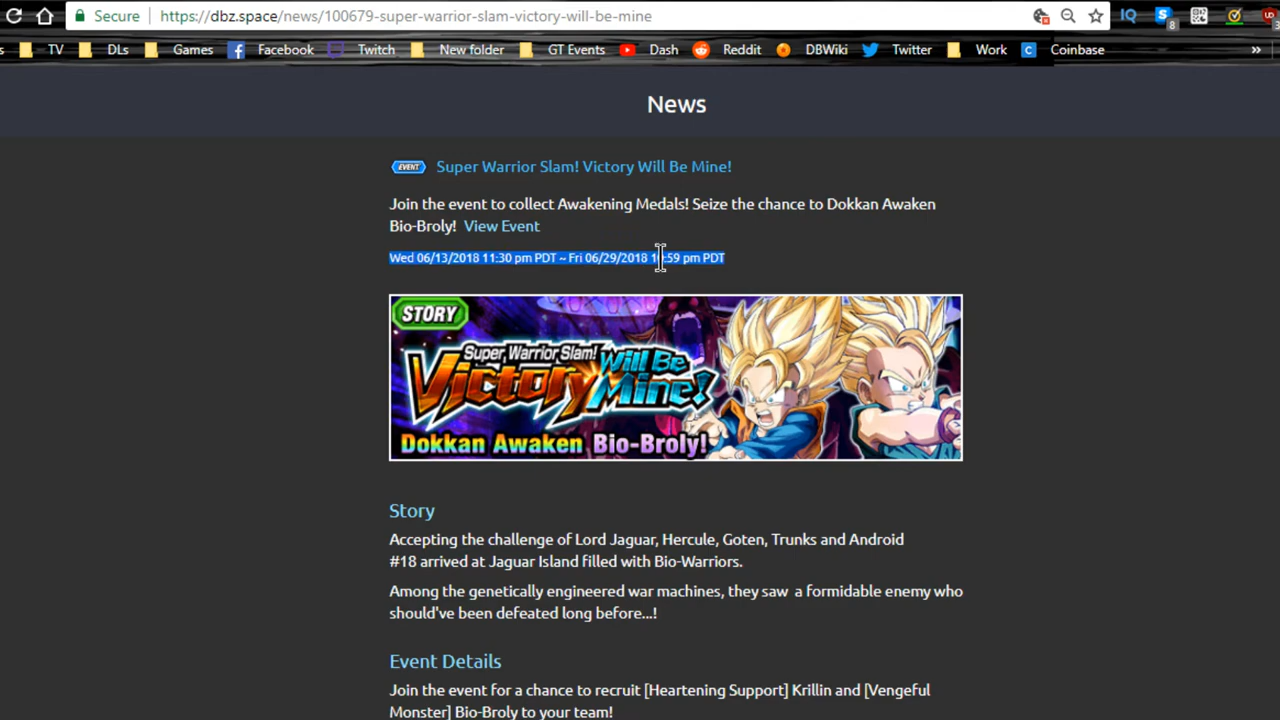 Secure https://dbz.space/news/100679-super-warrior-slam-victory-will-be-mine
IQ
8
UD
3
s TV DLs Games Facebook Twitch New folder GT Events Dash Reddit DBWiki Twitter Work C Coinbase »
News
EVENT Super Warrior Slam! Victory Will Be Mine!
Join the event to collect Awakening Medals! Seize the chance to Dokkan Awaken
Bio-Broly! View Event
Wed 06/13/2018 11:30 pm PDT ~ Fri 06/29/2018 10:59 pm PDT
STORY
Super Warrior Slam!
Victory Will Be
Mine!
Dokkan Awaken Bio-Broly!
Story
Accepting the challenge of Lord Jaguar, Hercule, Goten, Trunks and Android
#18 arrived at Jaguar Island filled with Bio-Warriors.
Among the genetically engineered war machines, they saw a formidable enemy who
should've been defeated long before...!
Event Details
Join the event for a chance to recruit [Heartening Support] Krillin and [Vengeful
Monster] Bio-Broly to your team!